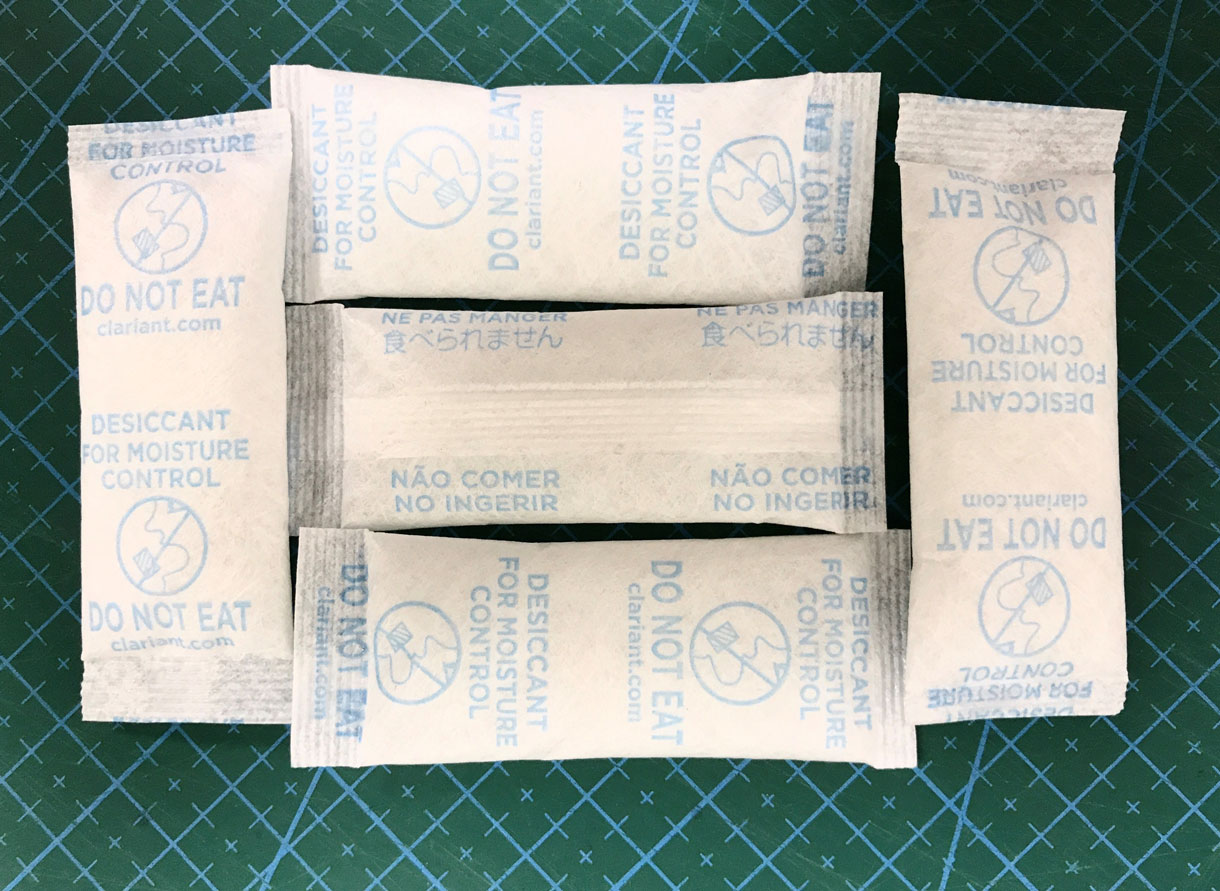 DESICCANT
FOR MOISTURE
CONTROL
DO NOT EAT
clariant.com
DESICCANT
FOR MOISTURE
CONTROL
DO NOT EAT
clariant.com
DESICCANT
FOR MOISTURE
CONTROL
DO NOT EAT
clariant.com
DESICCANT
FOR MOISTURE
CONTROL
DO NOT EAT
clariant.com
NE PAS MANGER
食べられません
NE PAS MANGER
食べられません
NÃO COMER
NO INGERIR
NÃO COMER
NO INGERIR
DESICCANT
FOR MOISTURE
CONTROL
DO NOT EAT
clariant.com
DESICCANT
FOR MOISTURE
CONTROL
DO NOT EAT
clariant.com
DESICCANT
FOR MOISTURE
CONTROL
DO NOT EAT
clariant.com
DESICCANT
FOR MOISTURE
CONTROL
DO NOT EAT
clariant.com